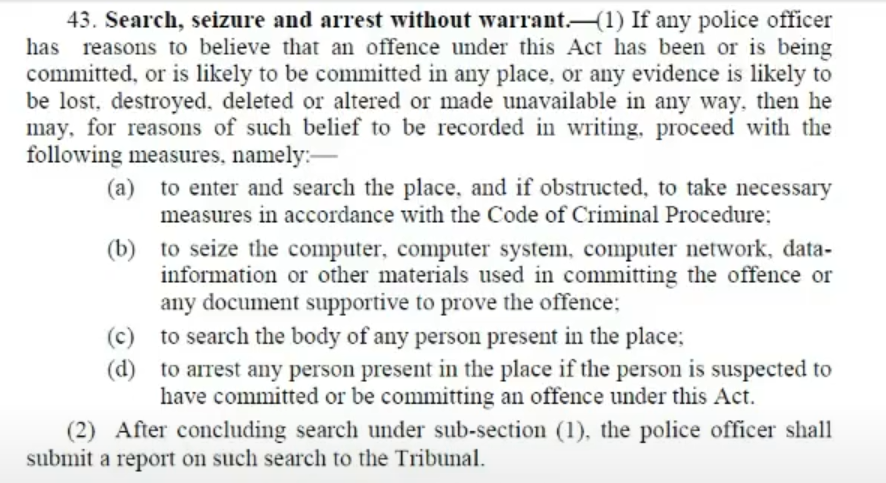 43. Search, seizure and arrest without warrant.—(1) If any police officer
has reasons to believe that an offence under this Act has been or is being
committed, or is likely to be committed in any place, or any evidence is likely to
be lost, destroyed, deleted or altered or made unavailable in any way, then he
may, for reasons of such belief to be recorded in writing, proceed with the
following measures, namely:—
(a) to enter and search the place, and if obstructed, to take necessary
measures in accordance with the Code of Criminal Procedure;
(b) to seize the computer, computer system, computer network, data-
information or other materials used in committing the offence or
any document supportive to prove the offence;
(c) to search the body of any person present in the place;
(d) to arrest any person present in the place if the person is suspected to
have committed or be committing an offence under this Act.
(2) After concluding search under sub-section (1), the police officer shall
submit a report on such search to the Tribunal.